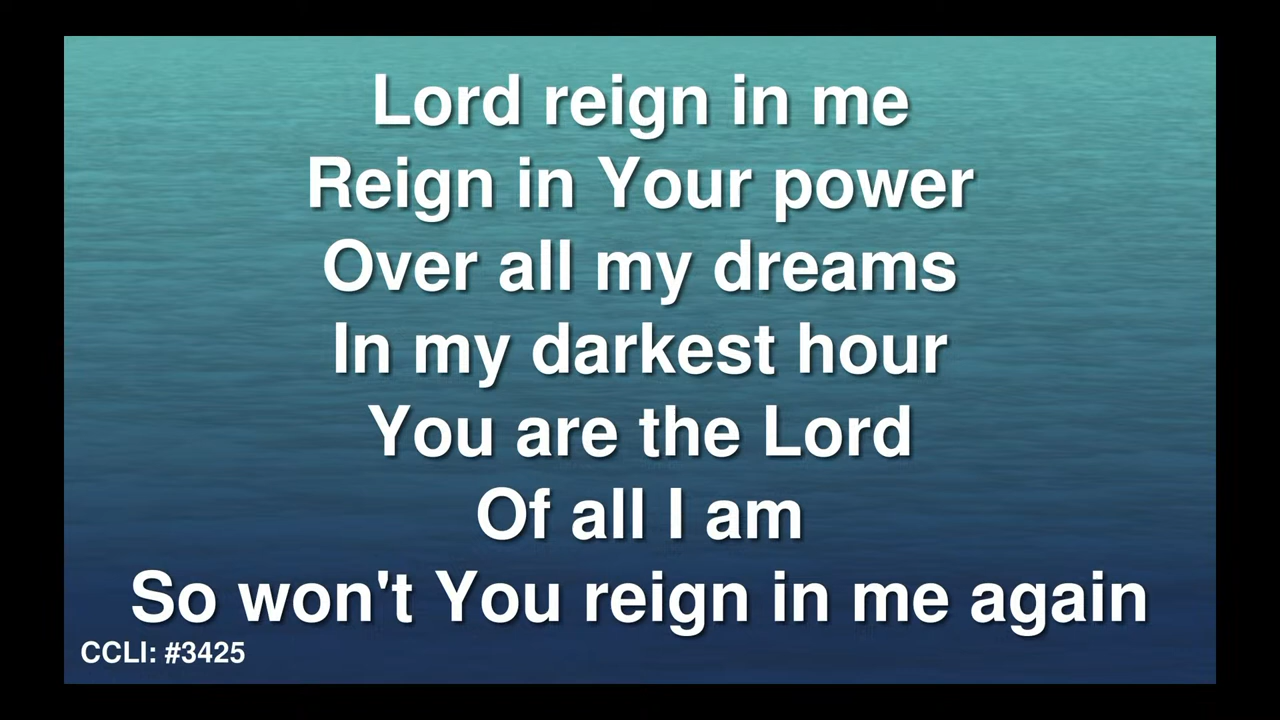 Lord reign in me
Reign in Your power
Over all my dreams
In my darkest hour
You are the Lord
Of all I am
So won't You reign in me again
CCLI: #3425